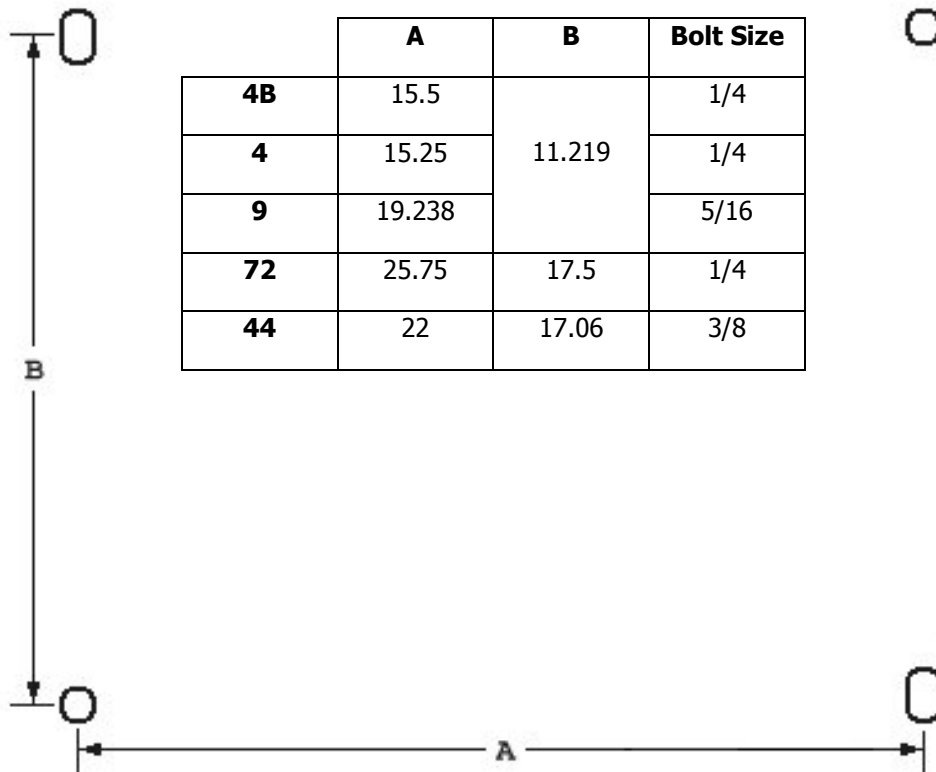 A B Bolt Size
4B 15.5 1/4
4 15.25 11.219 1/4
9 19.238 5/16
72 25.75 17.5 1/4
44 22 17.06 3/8
B
A